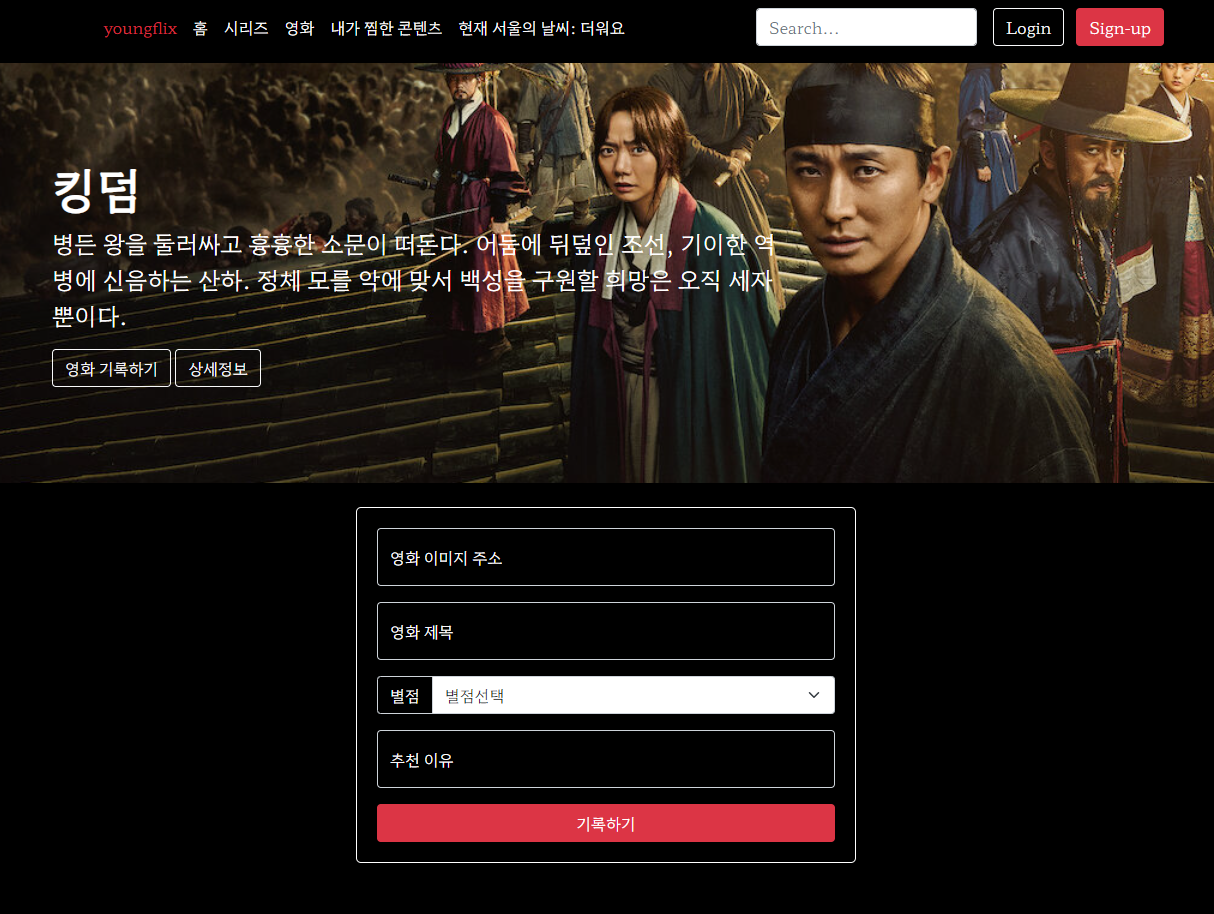 youngflix 홈 시리즈 영화 내가 찜한 콘텐츠 현재 서울의 날씨: 더워요 Search... Login Sign-up
킹덤
병든 왕을 둘러싸고 흉흉한 소문이 떠돈다. 어둠에 뒤덮인 조선, 기이한 역
병에 신음하는 산하. 정체 모를 악에 맞서 백성을 구원할 희망은 오직 세자
뿐이다.
영화 기록하기 상세정보
영화 이미지 주소
영화 제목
별점 별점선택
추천 이유
기록하기